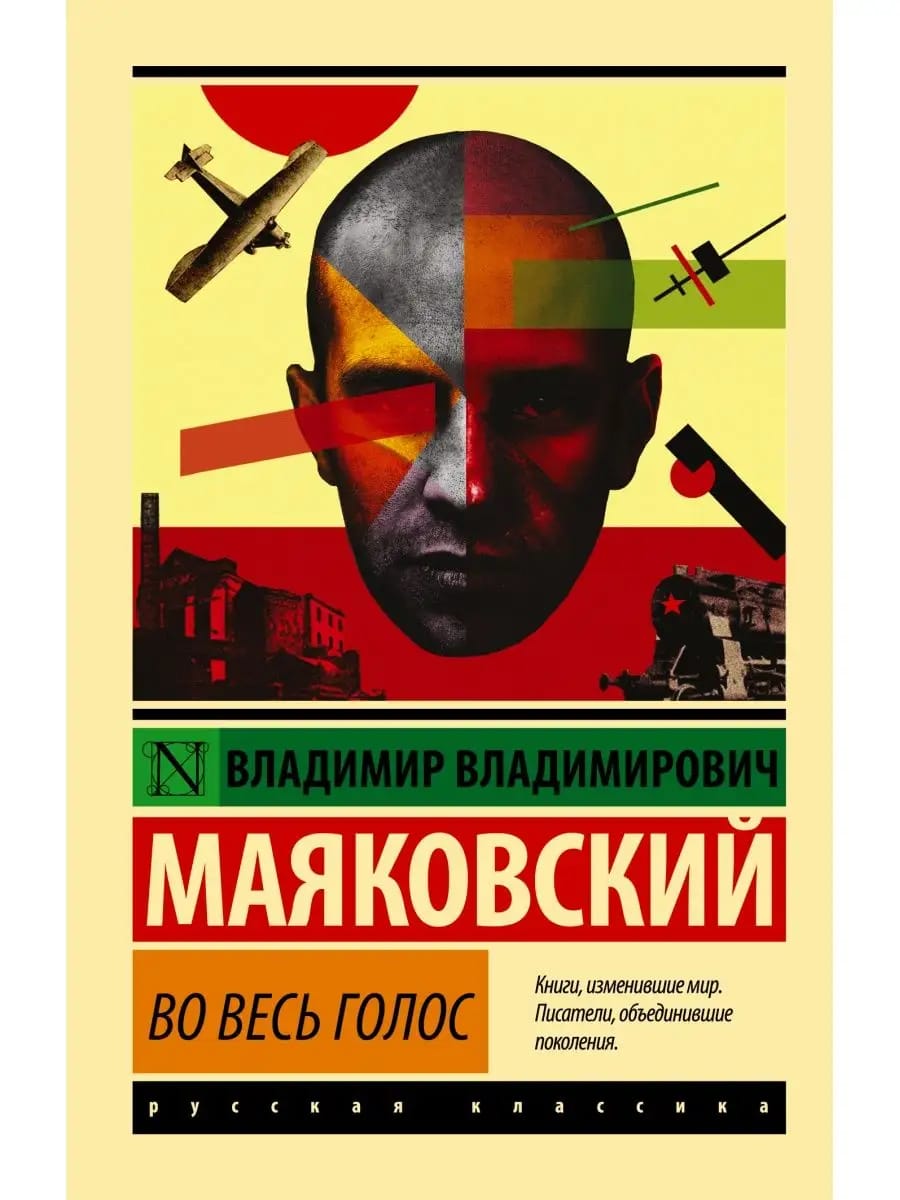 N ВЛАДИМИР ВЛАДИМИРОВИЧ
МАЯКОВСКИЙ
ВО ВЕСЬ ГОЛОС
Книги, изменившие мир.
Писатели, объединившие
поколения.
русская классика